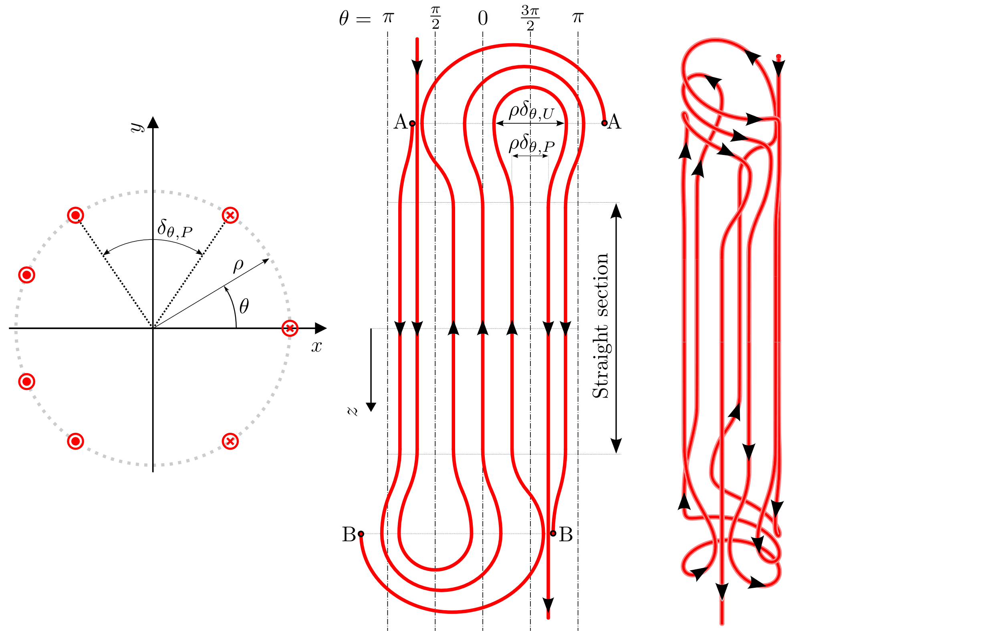 y
δθ,P
ρ
θ
x
θ = π π/2 0 3π/2 π
A A
ρδθ,U
ρδθ,P
Straight section
z
B B